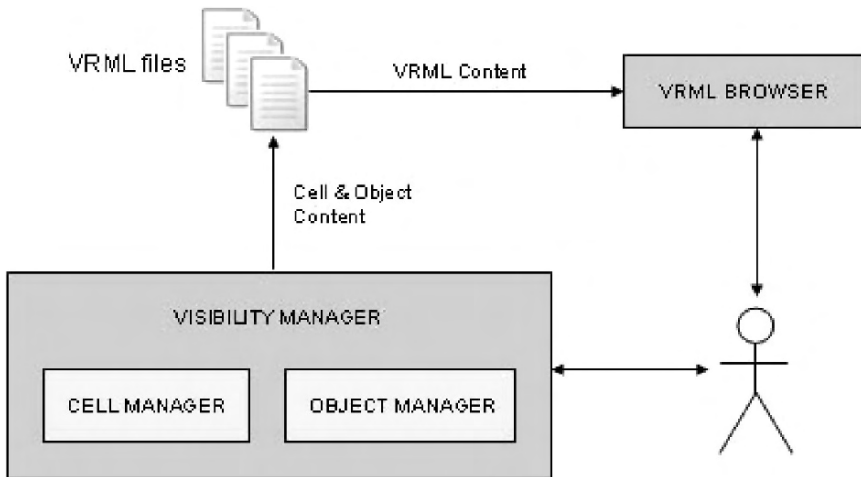 VRML files
VRML Content
VRML BROWSER
Cell & Object
Content
VISIBILITY MANAGER
CELL MANAGER
OBJECT MANAGER